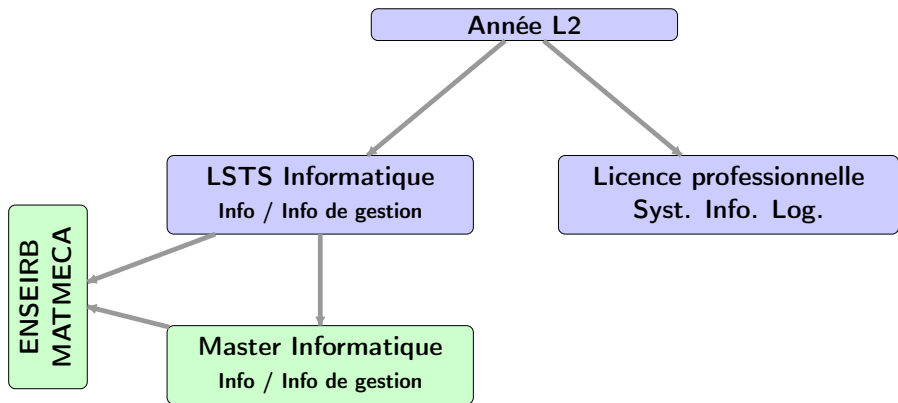 Année L2
LSTS Informatique
Info / Info de gestion
Licence professionnelle
Syst. Info. Log.
ENSEIRB
MATMECA
Master Informatique
Info / Info de gestion